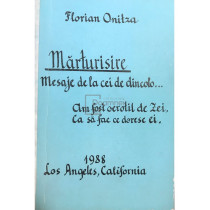 Florian Onitza
Mărturisire
Mesaje de la cei de dincolo...
Am fost ocrotit de Zei.
Ca să fac ce doresc ei.
1988
Los Angeles, California